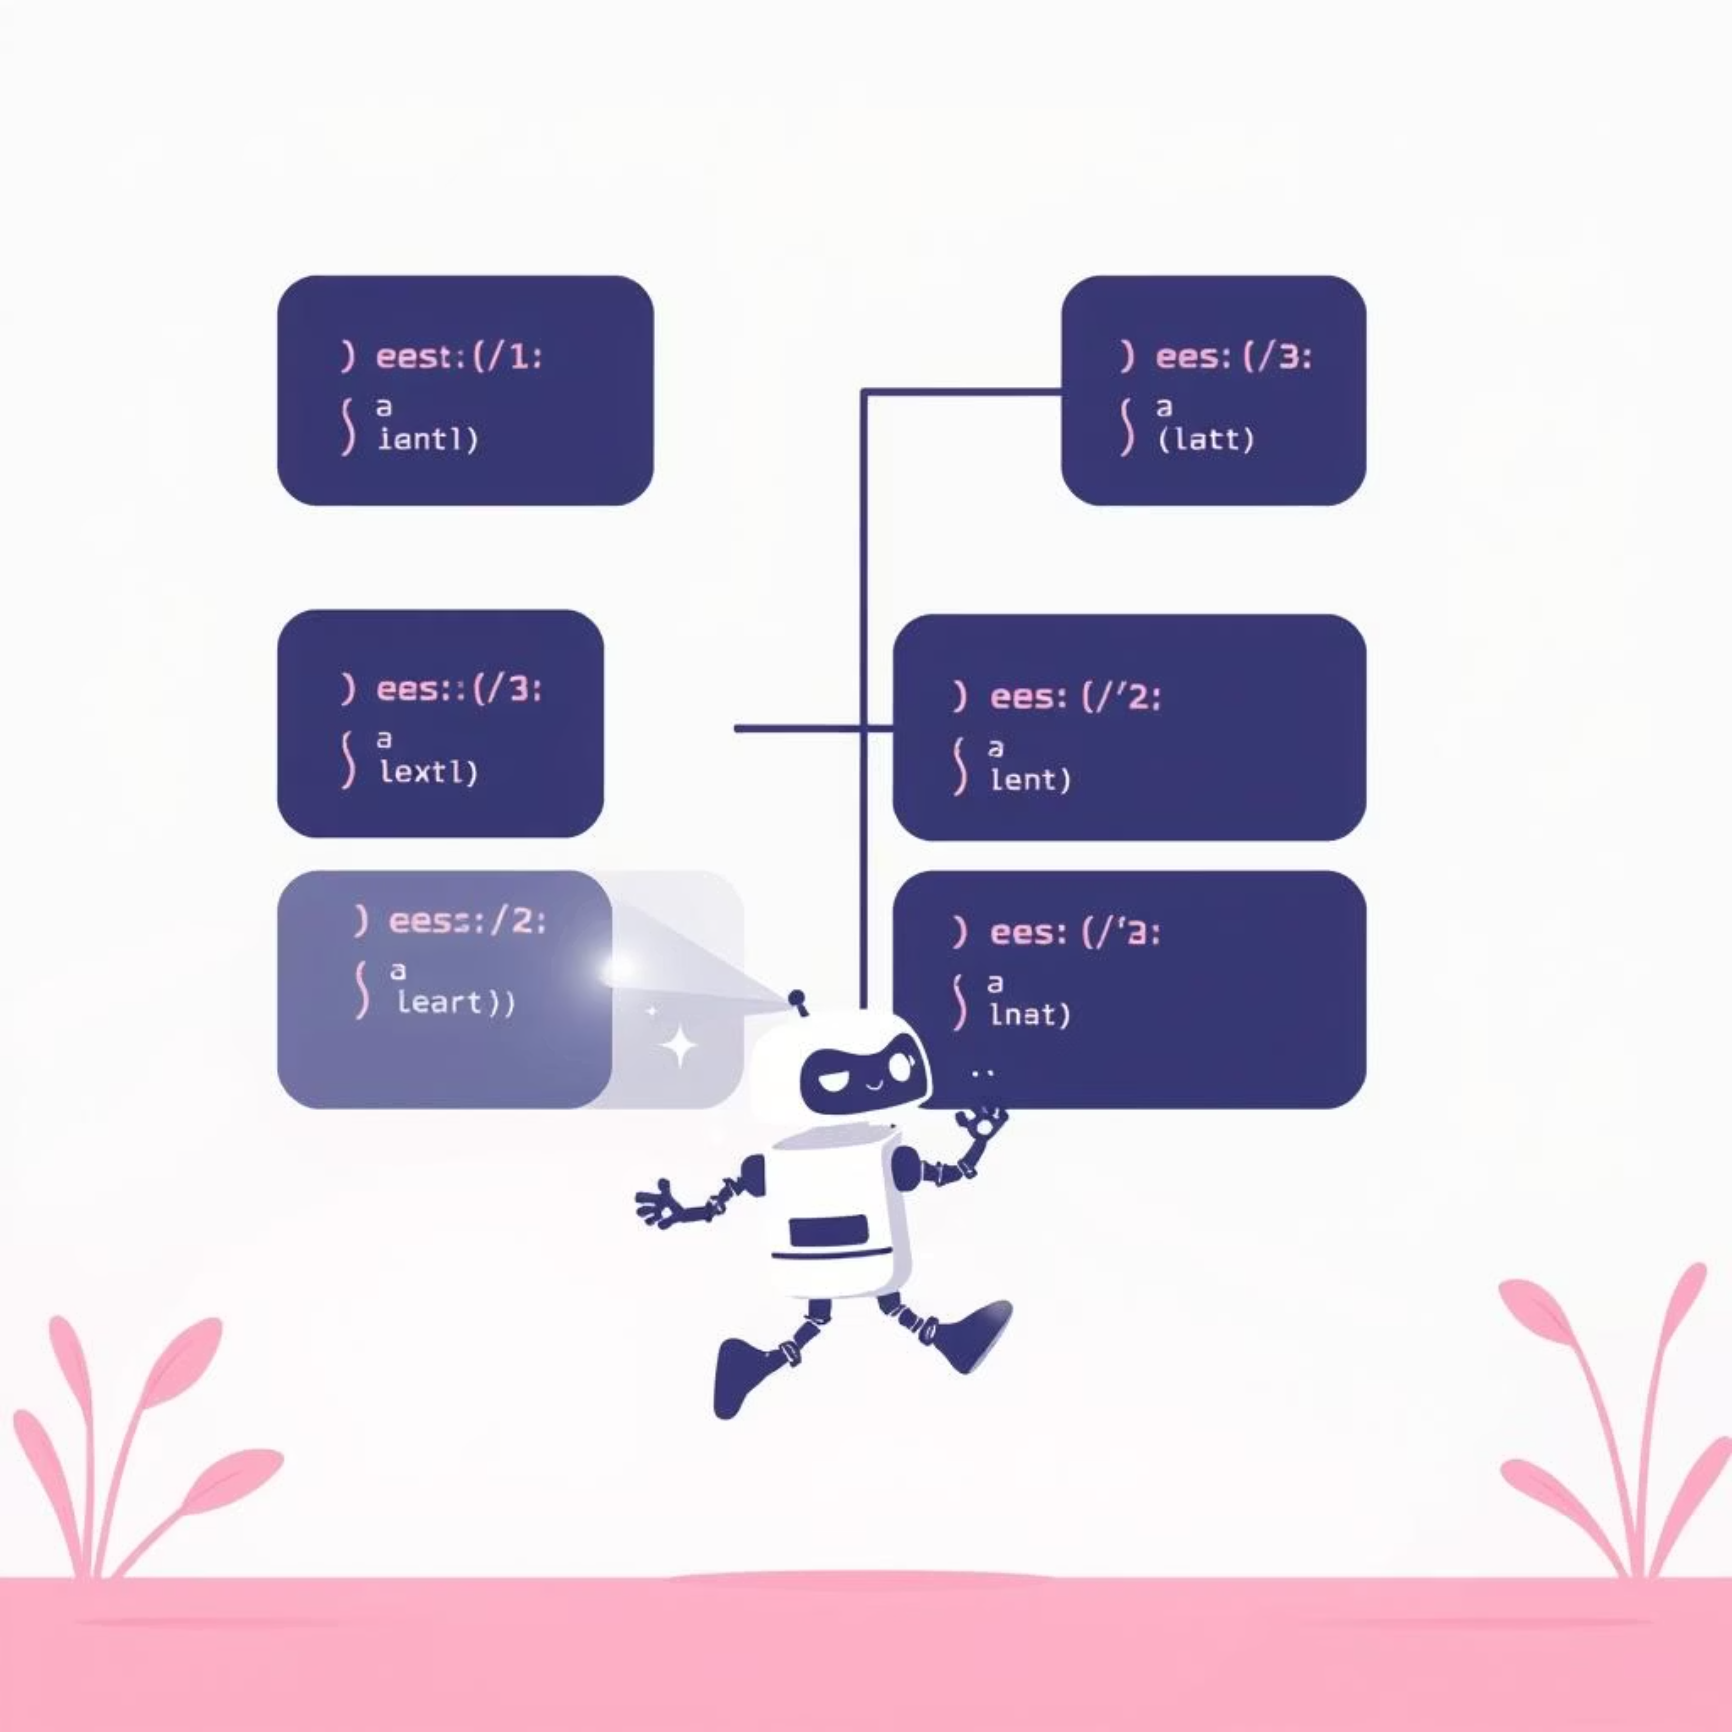 ) eest:(/1:
a
iantl)
) ees:(/3:
a
(latt)
) ees::(/3:
a
lextl)
) ees: (/'2:
a
lent)
) eess:/2:
a
leart))
) ees: (/'3:
a
lnat)